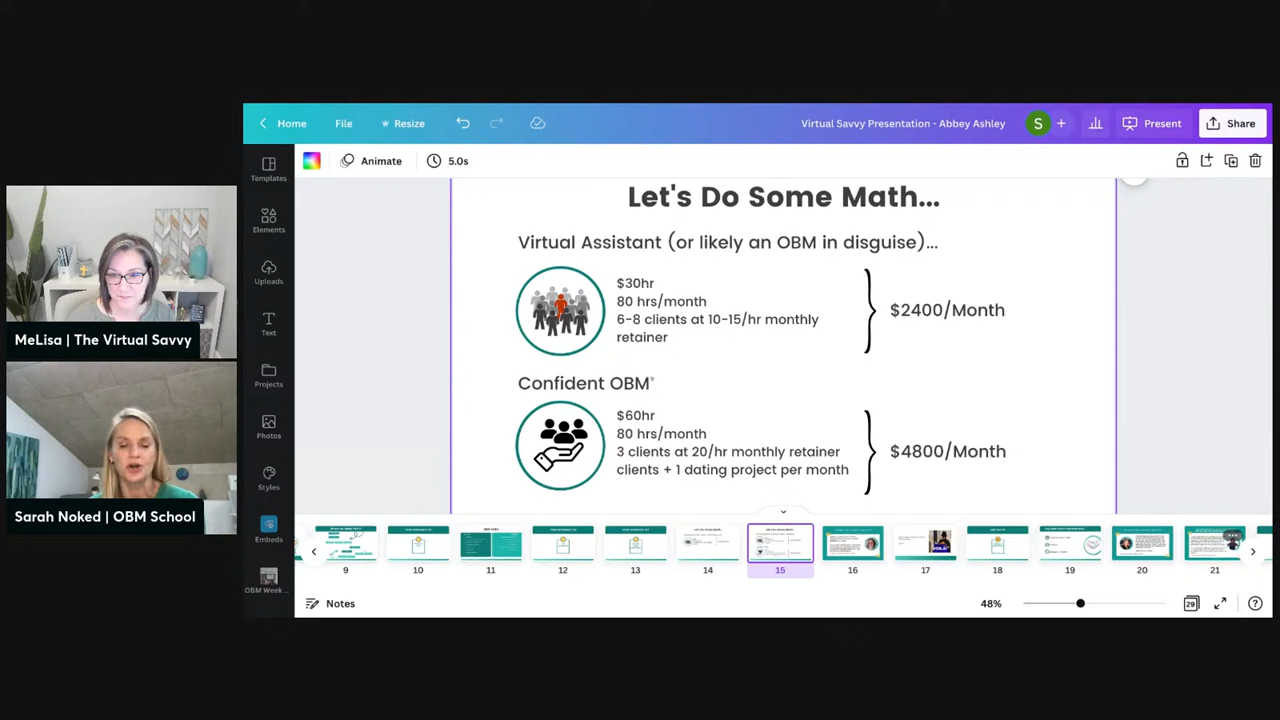 Home
File
Resize
Virtual Savvy Presentation - Abbey Ashley
S
+
Present
Share
Animate
5.0s
Templates
Elements
Uploads
Text
Projects
Photos
Styles
Embeds
OBM Week ...
MeLisa | The Virtual Savvy
Sarah Noked | OBM School
Let's Do Some Math...
Virtual Assistant (or likely an OBM in disguise)...
$30hr
80 hrs/month
6-8 clients at 10-15/hr monthly
retainer
$2400/Month
Confident OBM®
$60hr
80 hrs/month
3 clients at 20/hr monthly retainer
clients + 1 dating project per month
$4800/Month
9
10
11
12
13
14
15
16
17
18
19
20
21
Notes
48%
29
?